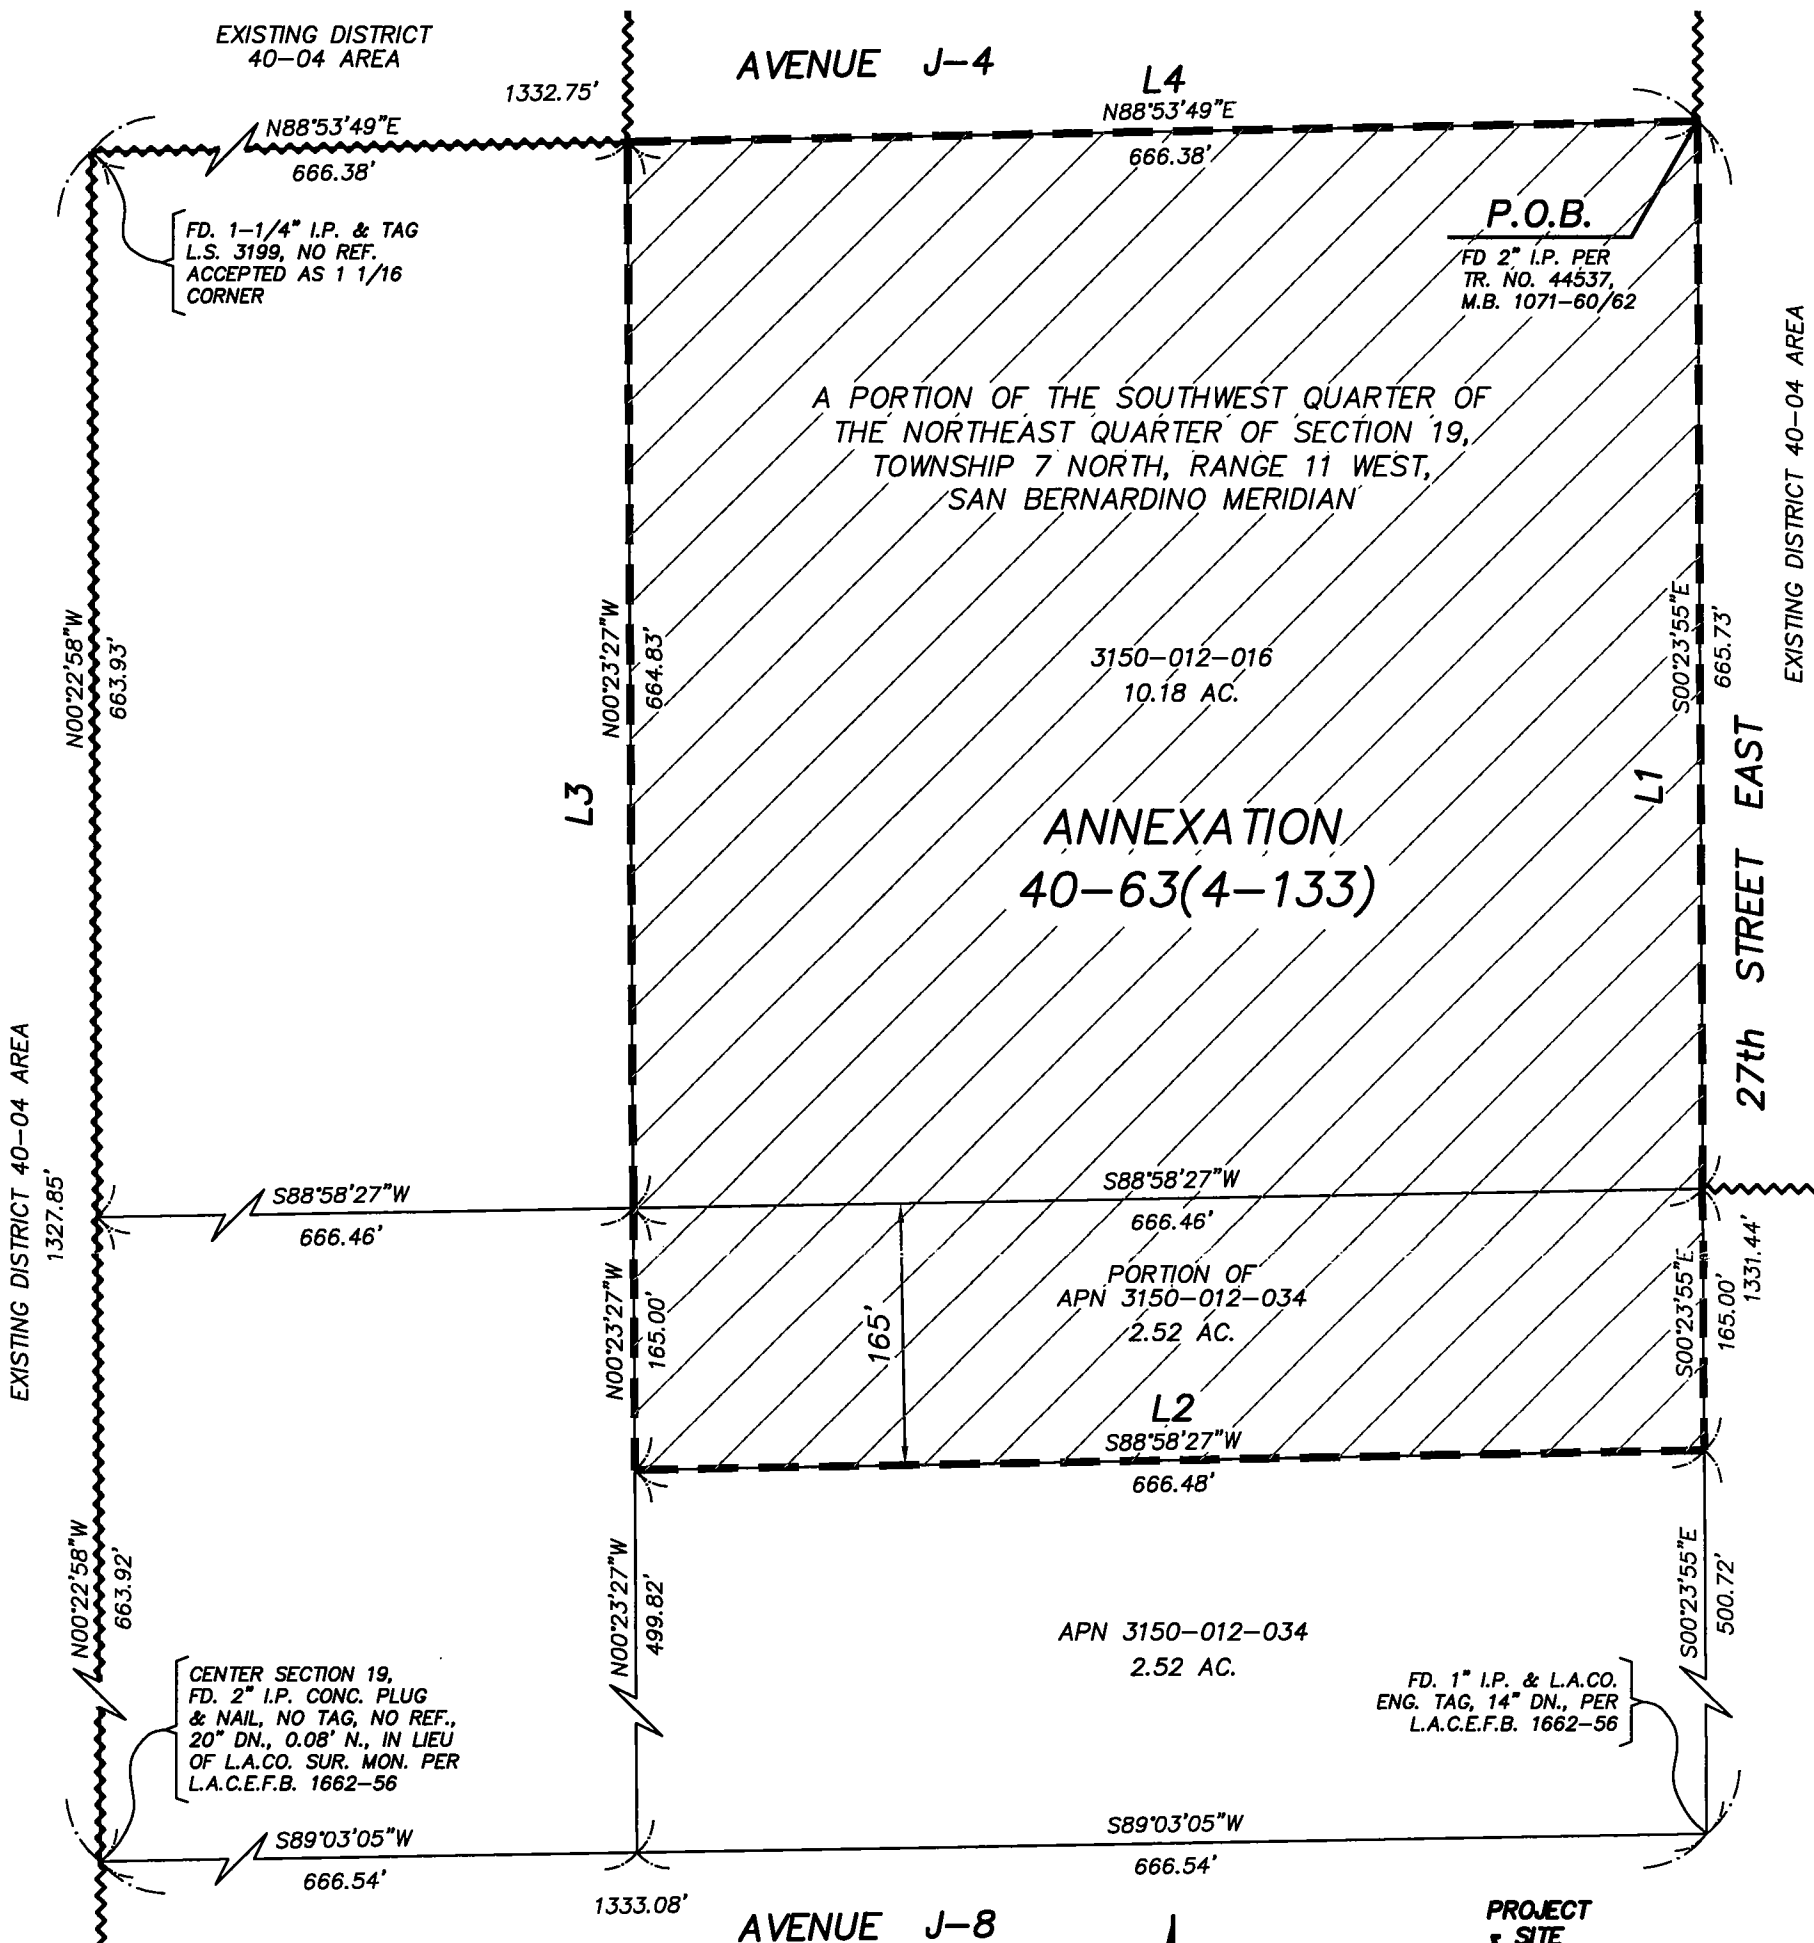 EXISTING DISTRICT
40-04 AREA
1332.75'
AVENUE J-4
L4
N88°53'49"E
666.38'
N88°53'49"E
666.38'
FD. 1-1/4" I.P. & TAG
L.S. 3199, NO REF.
ACCEPTED AS 1 1/16
CORNER
P.O.B.
FD 2" I.P. PER
TR. NO. 44537,
M.B. 1071-60/62
EXISTING DISTRICT 40-04 AREA
A PORTION OF THE SOUTHWEST QUARTER OF
THE NORTHEAST QUARTER OF SECTION 19,
TOWNSHIP 7 NORTH, RANGE 11 WEST,
SAN BERNARDINO MERIDIAN
N00°22'58"W
663.93'
N00°23'27"W
664.83'
L3
3150-012-016
10.18 AC.
S00°23'55"E
665.73'
L1
27th STREET EAST
ANNEXATION
40-63(4-133)
EXISTING DISTRICT 40-04 AREA
1327.85'
S88°58'27"W
666.46'
S88°58'27"W
666.46'
N00°23'27"W
165.00'
165'
PORTION OF
APN 3150-012-034
2.52 AC.
S00°23'55"E
165.00'
1331.44'
L2
S88°58'27"W
666.48'
N00°22'58"W
663.92'
N00°23'27"W
499.82'
APN 3150-012-034
2.52 AC.
S00°23'55"E
500.72'
CENTER SECTION 19,
FD. 2" I.P. CONC. PLUG
& NAIL, NO TAG, NO REF.,
20" DN., 0.08' N., IN LIEU
OF L.A.CO. SUR. MON. PER
L.A.C.E.F.B. 1662-56
FD. 1" I.P. & L.A.CO.
ENG. TAG, 14" DN., PER
L.A.C.E.F.B. 1662-56
S89°03'05"W
666.54'
S89°03'05"W
666.54'
1333.08'
AVENUE J-8
PROJECT
SITE